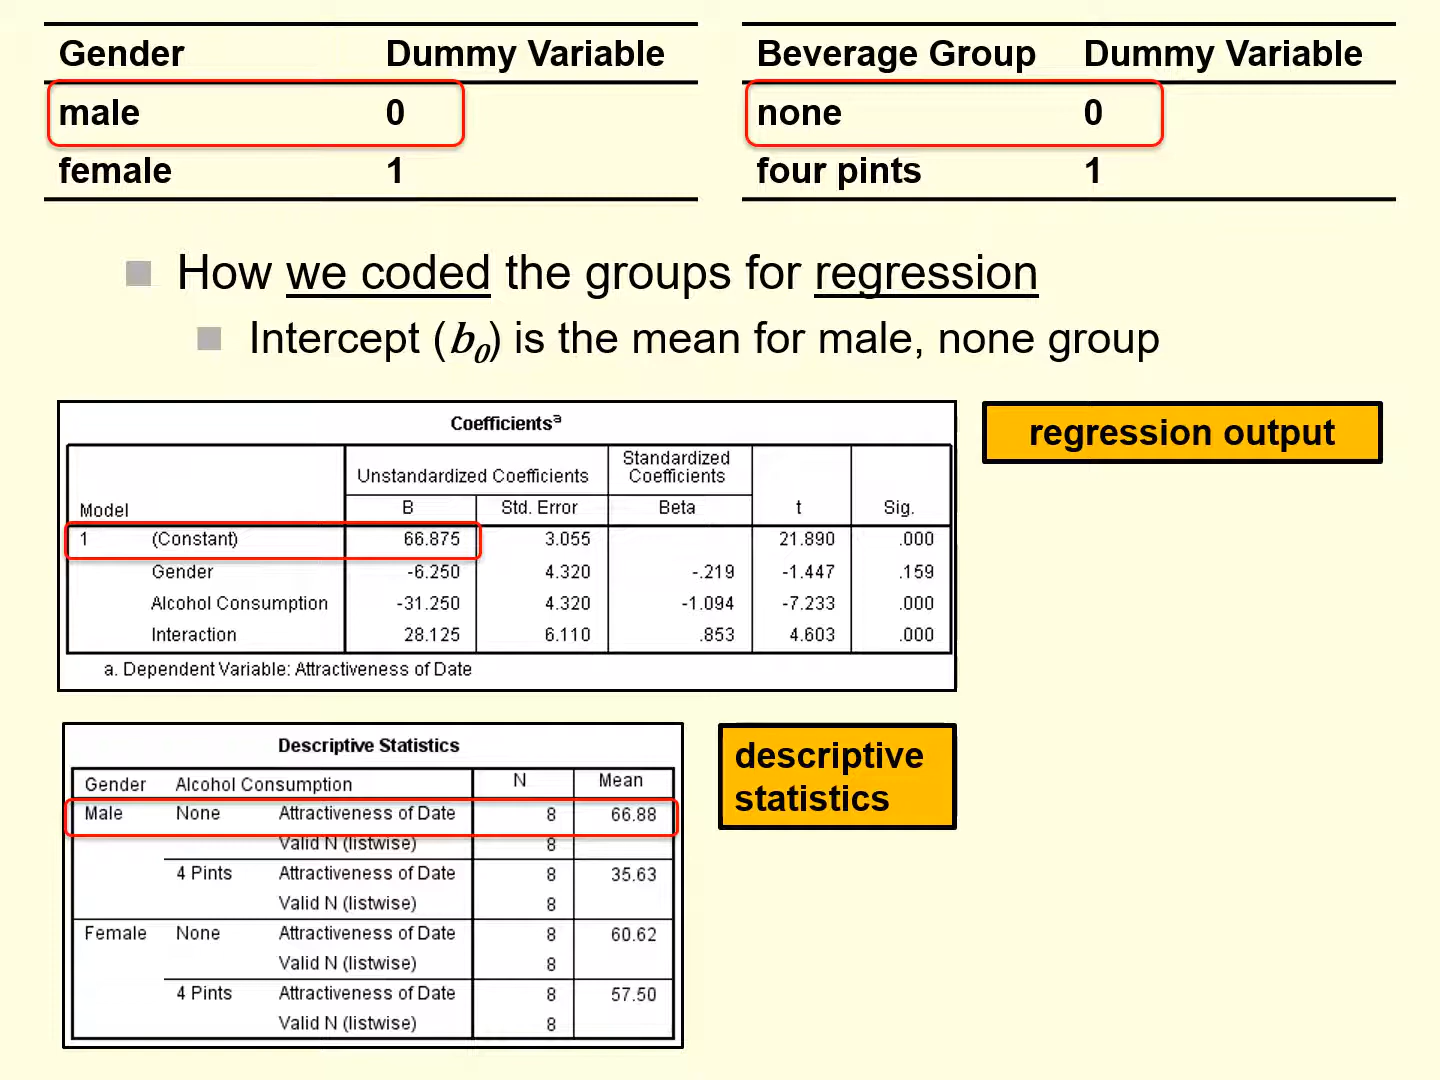 Gender Dummy Variable
male 0
female 1
Beverage Group Dummy Variable
none 0
four pints 1
How we coded the groups for regression
Intercept (b0) is the mean for male, none group
regression output
Coefficientsa
Model Unstandardized Coefficients Standardized Coefficients t Sig.
B Std. Error Beta
1 (Constant) 66.875 3.055 21.890 .000
Gender -6.250 4.320 -.219 -1.447 .159
Alcohol Consumption -31.250 4.320 -1.094 -7.233 .000
Interaction 28.125 6.110 .853 4.603 .000
a. Dependent Variable: Attractiveness of Date
descriptive
statistics
Descriptive Statistics
Gender Alcohol Consumption N Mean
Male None Attractiveness of Date 8 66.88
Valid N (listwise) 8
4 Pints Attractiveness of Date 8 35.63
Valid N (listwise) 8
Female None Attractiveness of Date 8 60.62
Valid N (listwise) 8
4 Pints Attractiveness of Date 8 57.50
Valid N (listwise) 8